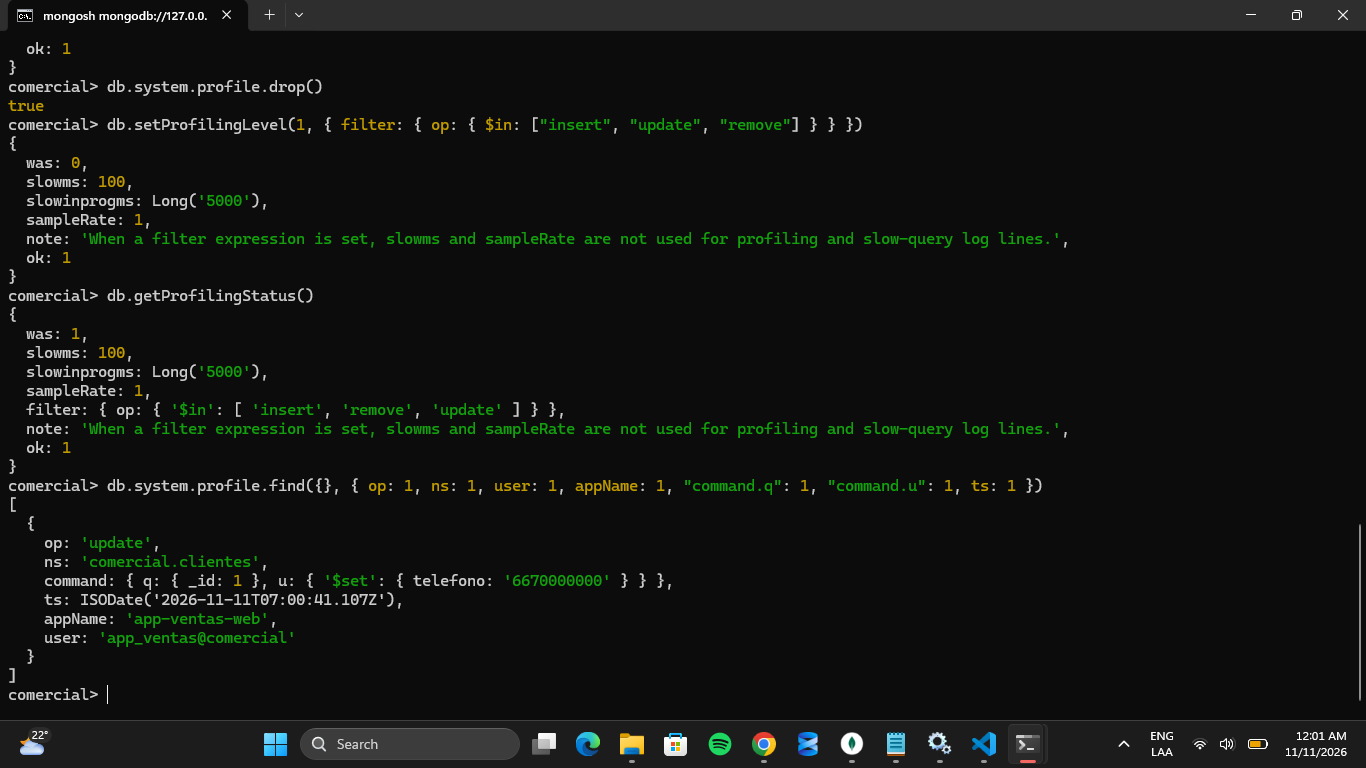 mongosh mongodb://127.0.0.
  ok: 1
}
comercial> db.system.profile.drop()
true
comercial> db.setProfilingLevel(1, { filter: { op: { $in: ["insert", "update", "remove"] } } })
{
  was: 0,
  slowms: 100,
  slowinprogms: Long('5000'),
  sampleRate: 1,
  note: 'When a filter expression is set, slowms and sampleRate are not used for profiling and slow-query log lines.',
  ok: 1
}
comercial> db.getProfilingStatus()
{
  was: 1,
  slowms: 100,
  slowinprogms: Long('5000'),
  sampleRate: 1,
  filter: { op: { '$in': [ 'insert', 'remove', 'update' ] } },
  note: 'When a filter expression is set, slowms and sampleRate are not used for profiling and slow-query log lines.',
  ok: 1
}
comercial> db.system.profile.find({}, { op: 1, ns: 1, user: 1, appName: 1, "command.q": 1, "command.u": 1, ts: 1 })
[
  {
    op: 'update',
    ns: 'comercial.clientes',
    command: { q: { _id: 1 }, u: { '$set': { telefono: '6670000000' } } },
    ts: ISODate('2026-11-11T07:00:41.107Z'),
    appName: 'app-ventas-web',
    user: 'app_ventas@comercial'
  }
]
comercial>
22°
Search
ENG
LAA
12:01 AM
11/11/2026